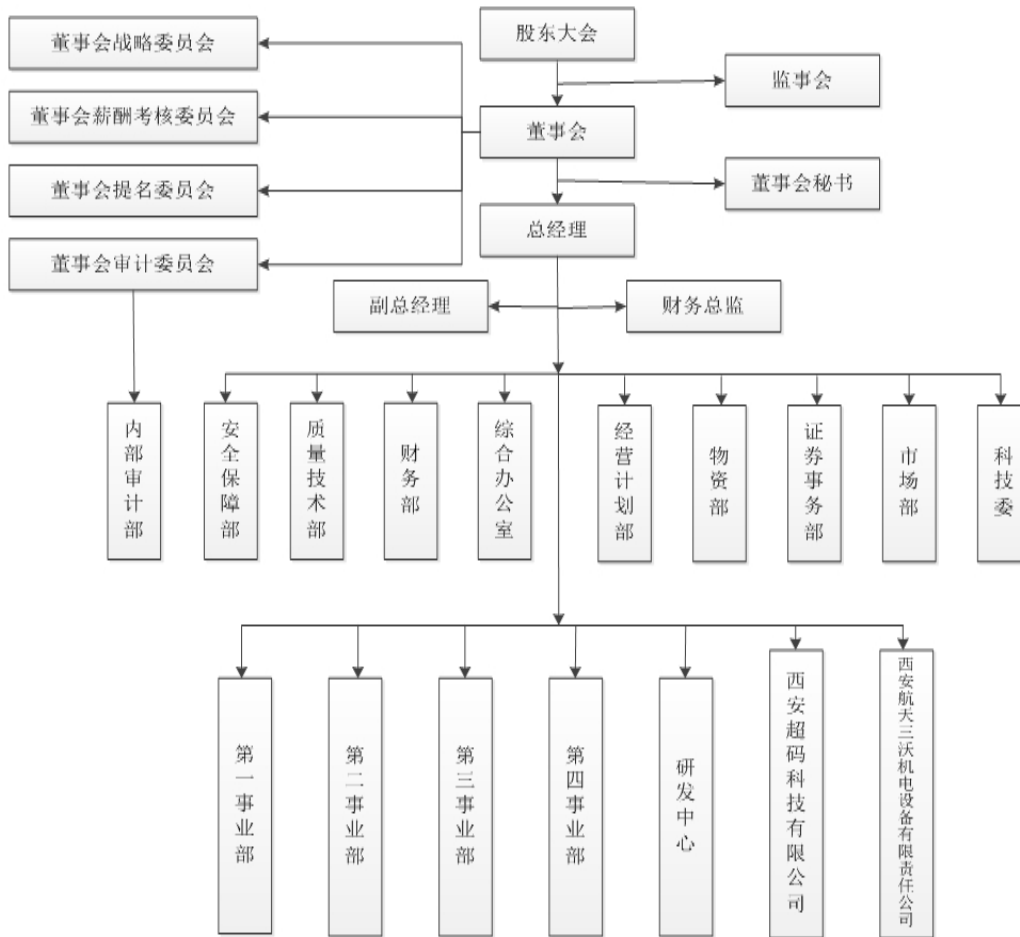 股东大会
董事会战略委员会
监事会
董事会薪酬考核委员会
董事会
董事会提名委员会
董事会秘书
总经理
董事会审计委员会
副总经理
财务总监
内部审计部
安全保障部
质量技术部
财务部
综合办公室
经营计划部
物资部
证券事务部
市场部
科技委
第一事业部
第二事业部
第三事业部
第四事业部
研发中心
西安超码科技有限公司
西安航天三沃机电设备有限责任公司